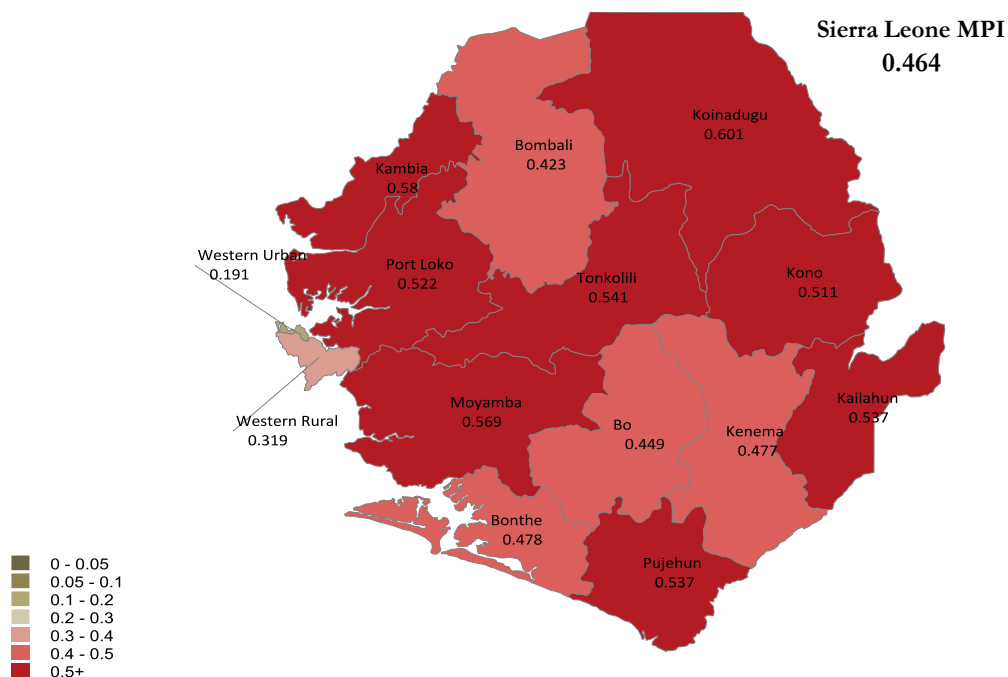 Sierra Leone MPI
0.464
Koinadugu
0.601
Bombali
0.423
Kambia
0.58
Western Urban
0.191
Port Loko
0.522
Tonkolili
0.541
Kono
0.511
Western Rural
0.319
Moyamba
0.569
Bo
0.449
Kenema
0.477
Kailahun
0.537
Bonthe
0.478
Pujehun
0.537
0 - 0.05
0.05 - 0.1
0.1 - 0.2
0.2 - 0.3
0.3 - 0.4
0.4 - 0.5
0.5+